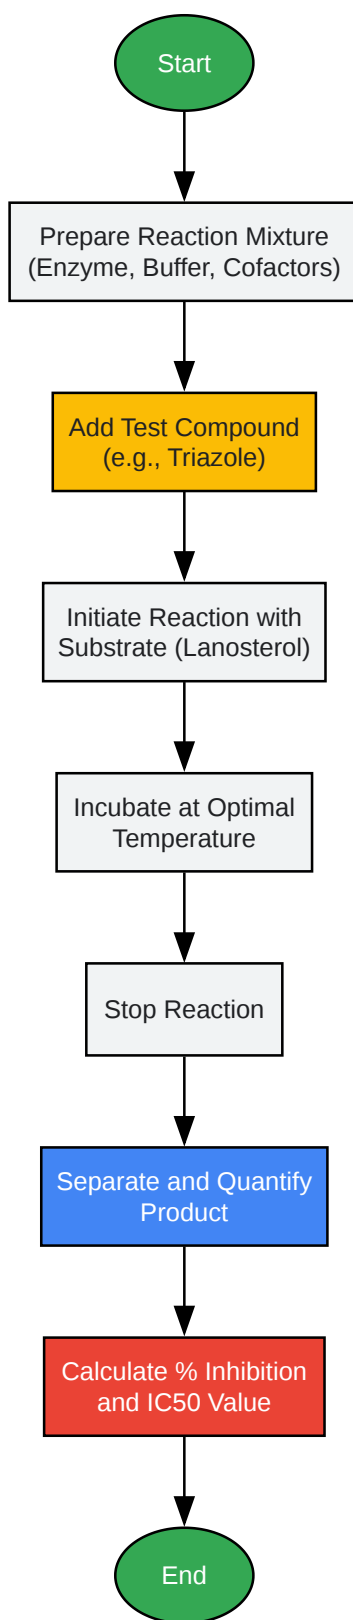 Start
Prepare Reaction Mixture
(Enzyme, Buffer, Cofactors)
Add Test Compound
(e.g., Triazole)
Initiate Reaction with
Substrate (Lanosterol)
Incubate at Optimal
Temperature
Stop Reaction
Separate and Quantify
Product
Calculate % Inhibition
and IC50 Value
End